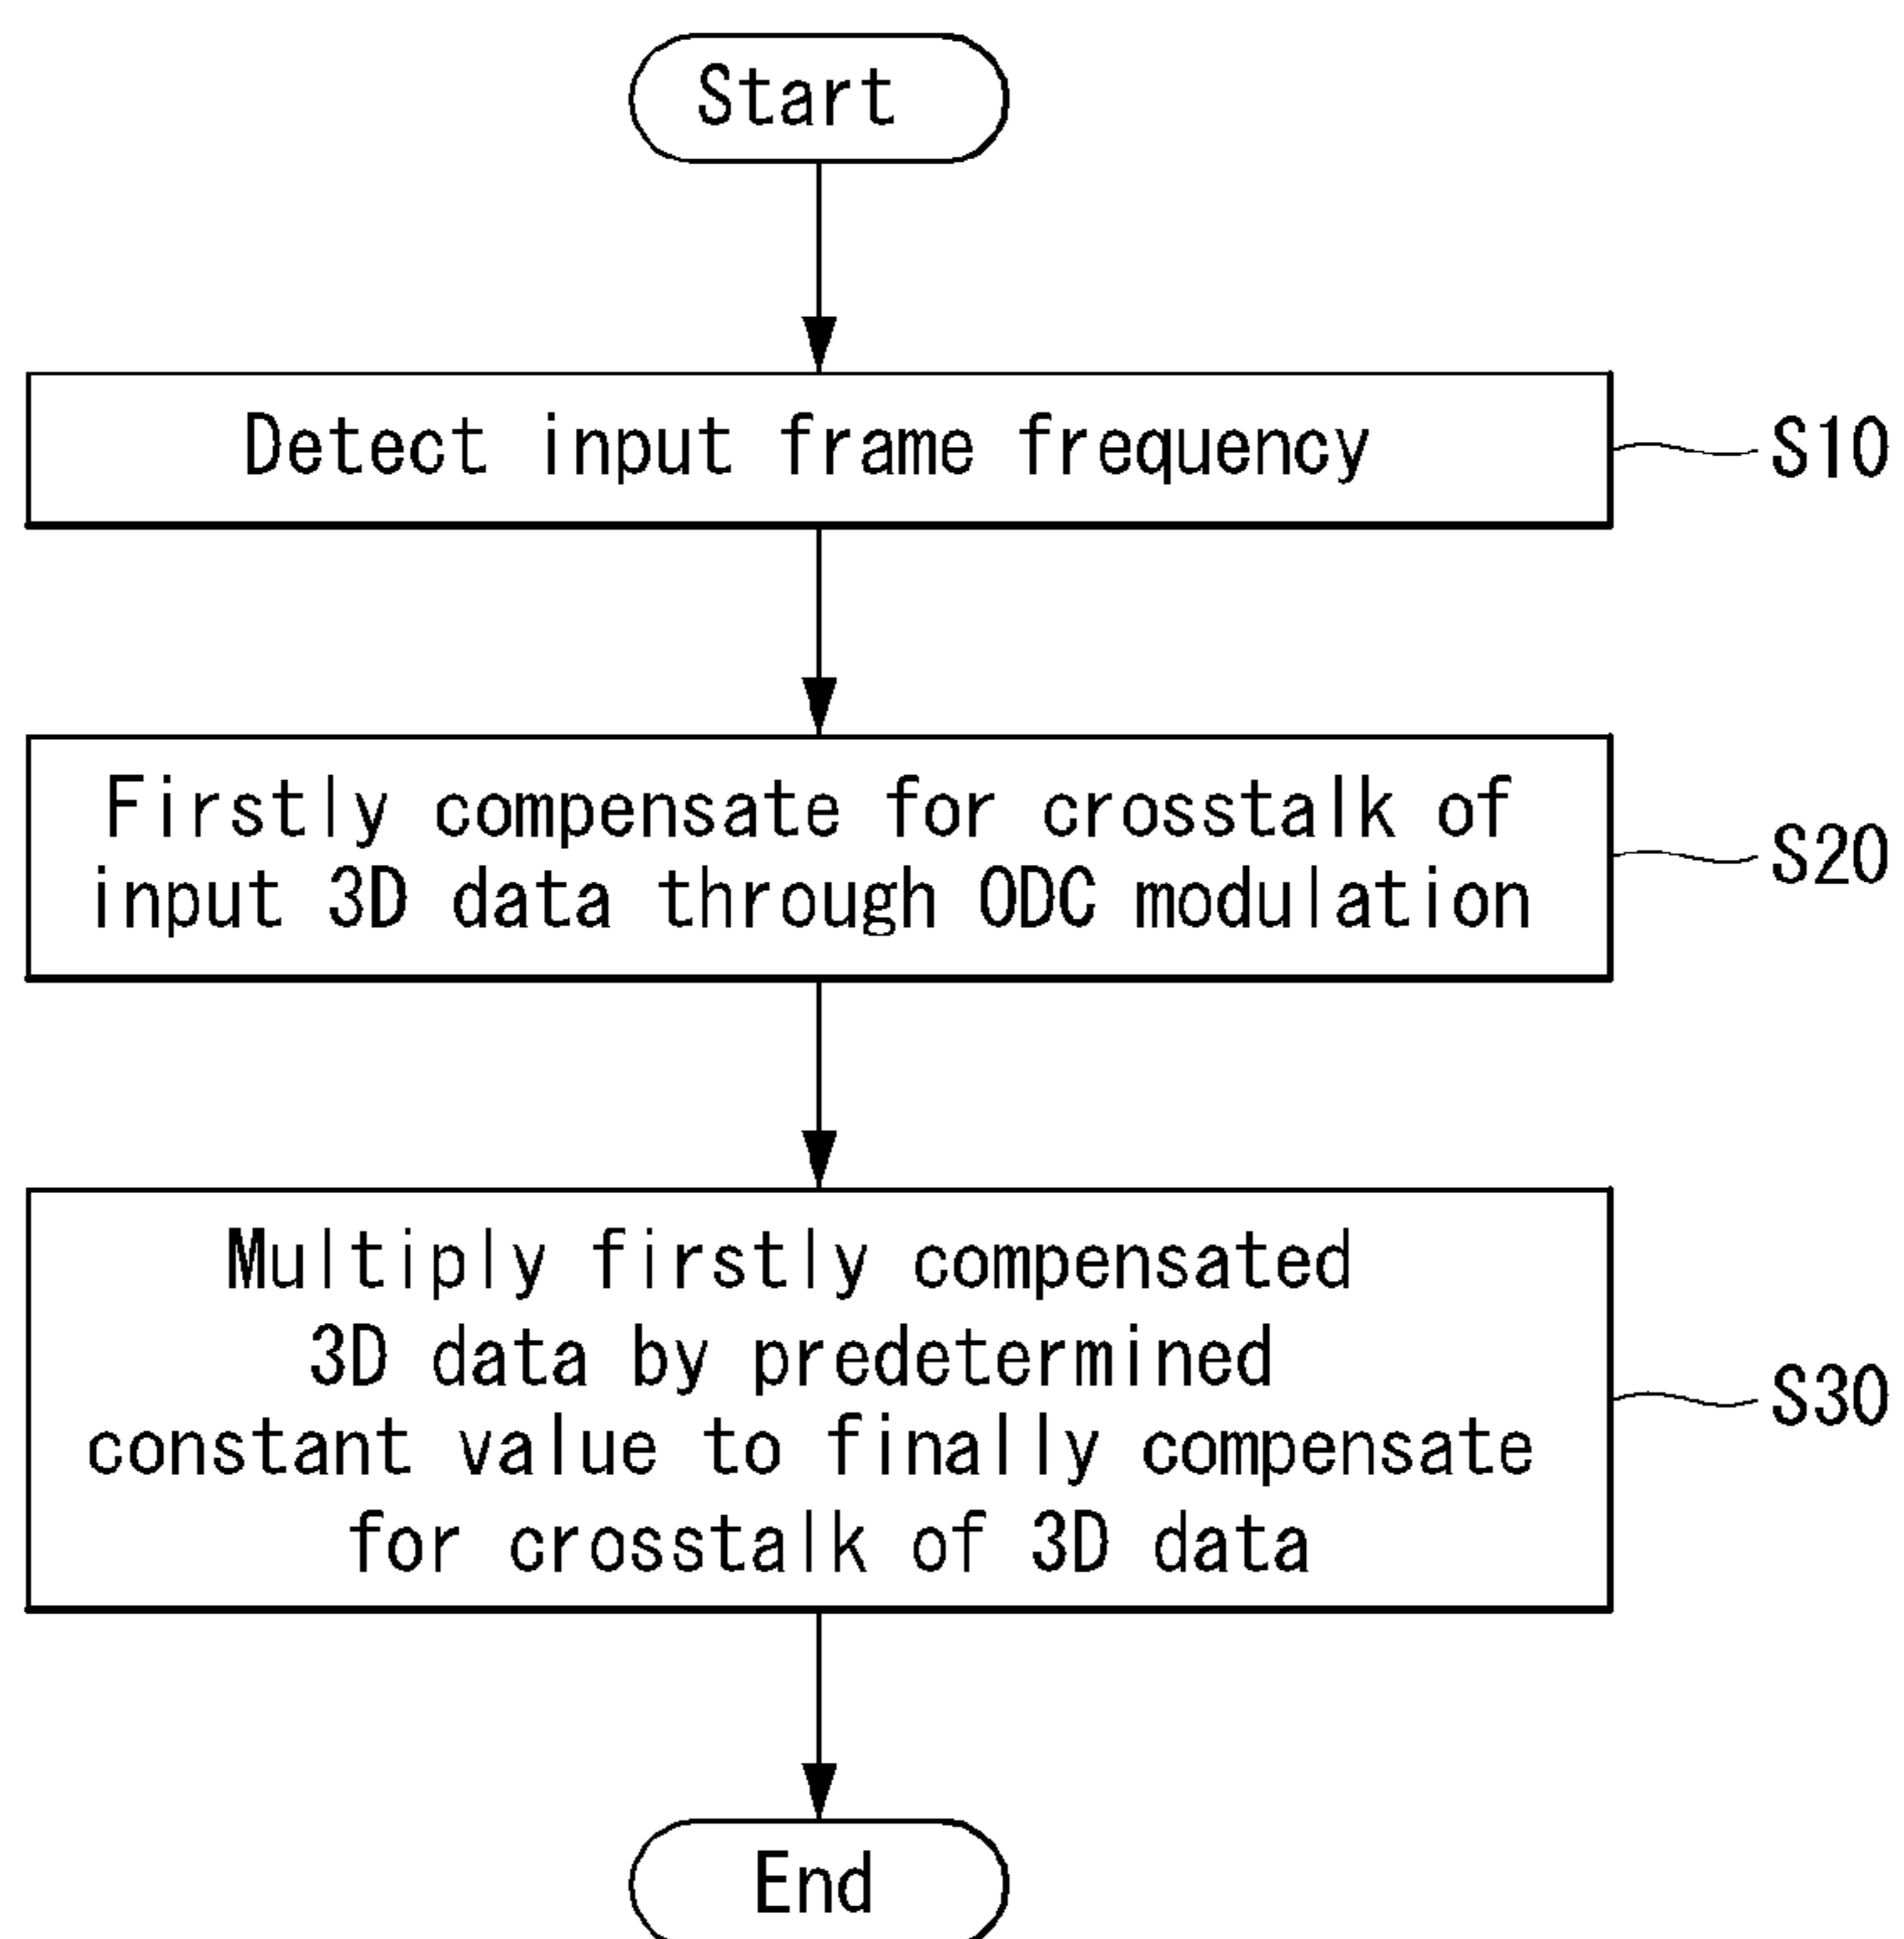 Start
Detect input frame frequency
S10
Firstly compensate for crosstalk of
input 3D data through ODC modulation
S20
Multiply firstly compensated
3D data by predetermined
constant value to finally compensate
for crosstalk of 3D data
S30
End